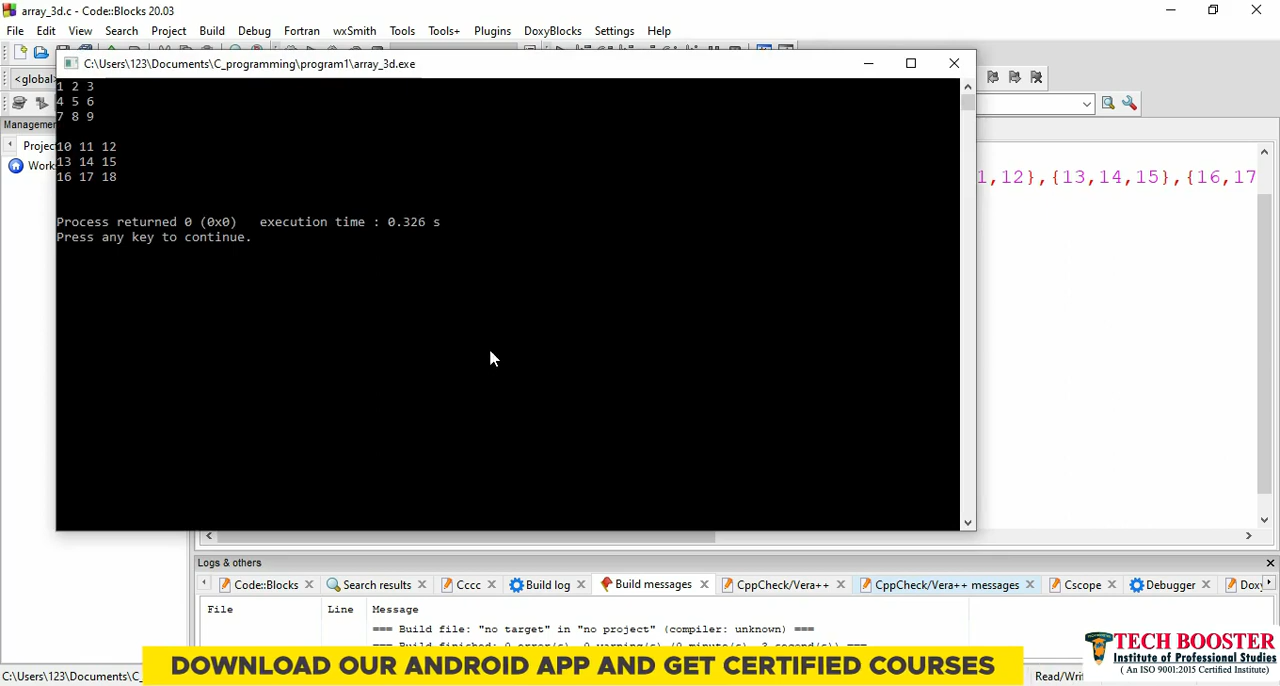 array_3d.c - Code::Blocks 20.03
File Edit View Search Project Build Debug Fortran wxSmith Tools Tools+ Plugins DoxyBlocks Settings Help
C:\Users\123\Documents\C_programming\program1\array_3d.exe
<global>
1 2 3
4 5 6
7 8 9
Management
Projec
10 11 12
Work
13 14 15
16 17 18
1,12},{13,14,15},{16,17
Process returned 0 (0x0) execution time : 0.326 s
Press any key to continue.
Logs & others
Code::Blocks Search results Cccc Build log Build messages CppCheck/Vera++ CppCheck/Vera++ messages Cscope Debugger Doxy
File Line Message
=== Build file: "no target" in "no project" (compiler: unknown) ===
=== Build finished: 0 error(s), 0 warning(s) (0 minute(s), 3 second(s)) ===
DOWNLOAD OUR ANDROID APP AND GET CERTIFIED COURSES
TECH BOOSTER
Institute of Professional Studies
( An ISO 9001:2015 Certified Institute)
C:\Users\123\Documents\C_
Read/Writ